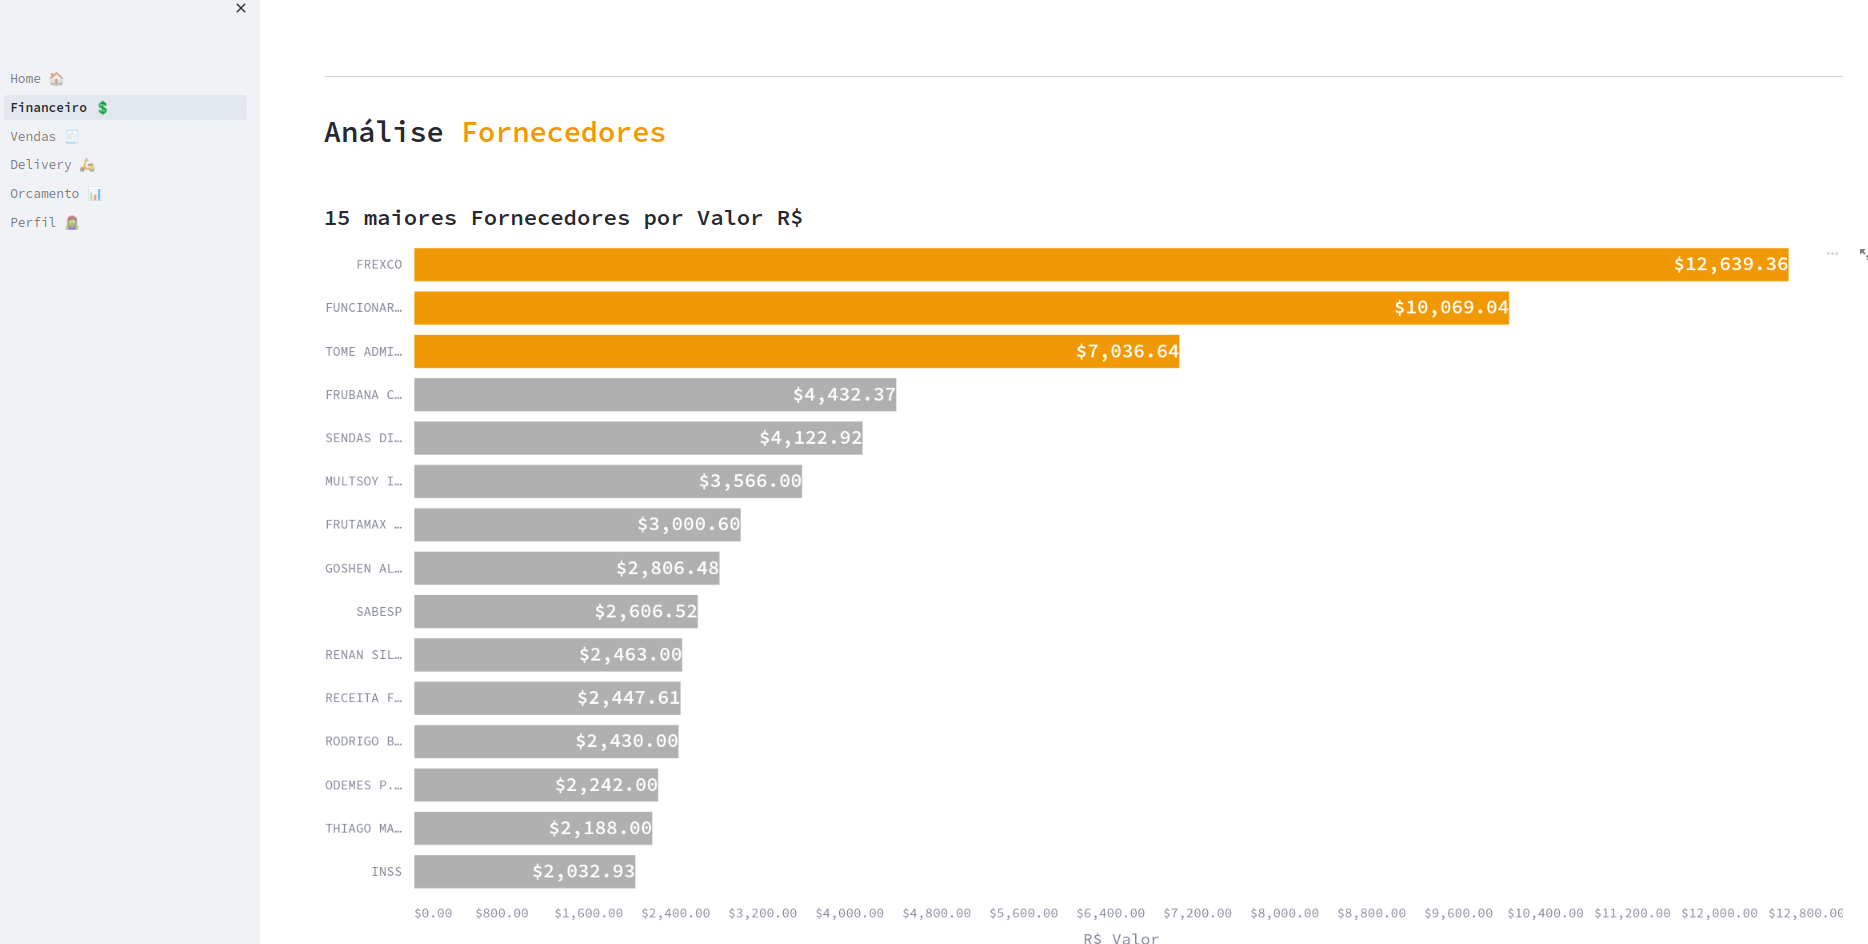 Home 🏠
Financeiro 💲
Vendas 🧾
Delivery 🛵
Orcamento 📊
Perfil
Análise Fornecedores
15 maiores Fornecedores por Valor R$
FREXCO $12,639.36
FUNCIONAR… $10,069.04
TOME ADMI… $7,036.64
FRUBANA C… $4,432.37
SENDAS DI… $4,122.92
MULTSOY I… $3,566.00
FRUTAMAX … $3,000.60
GOSHEN AL… $2,806.48
SABESP $2,606.52
RENAN SIL… $2,463.00
RECEITA F… $2,447.61
RODRIGO B… $2,430.00
ODEMES P.… $2,242.00
THIAGO MA… $2,188.00
INSS $2,032.93
$0.00 $800.00 $1,600.00 $2,400.00 $3,200.00 $4,000.00 $4,800.00 $5,600.00 $6,400.00 $7,200.00 $8,000.00 $8,800.00 $9,600.00 $10,400.00 $11,200.00 $12,000.00 $12,800.00
R$ Valor